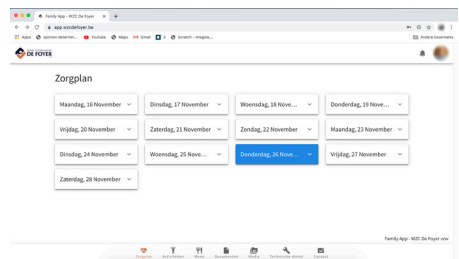 Family App - WZC De Foyer
app.wzcdefoyer.be
Apps
YouTube
Maps
Gmail
3
Scratch - Imagine,...
Andere bookmarks
DE FOYER
Zorgplan
Maandag, 16 November
Dinsdag, 17 November
Woensdag, 18 Nove...
Donderdag, 19 Nove...
Vrijdag, 20 November
Zaterdag, 21 November
Zondag, 22 November
Maandag, 23 November
Dinsdag, 24 November
Woensdag, 25 Nove...
Donderdag, 26 Nove...
Vrijdag, 27 November
Zaterdag, 28 November
Family App - WZC De Foyer vzw
Zorgplan
Activiteiten
Menu
Documenten
Media
Technische dienst
Contact